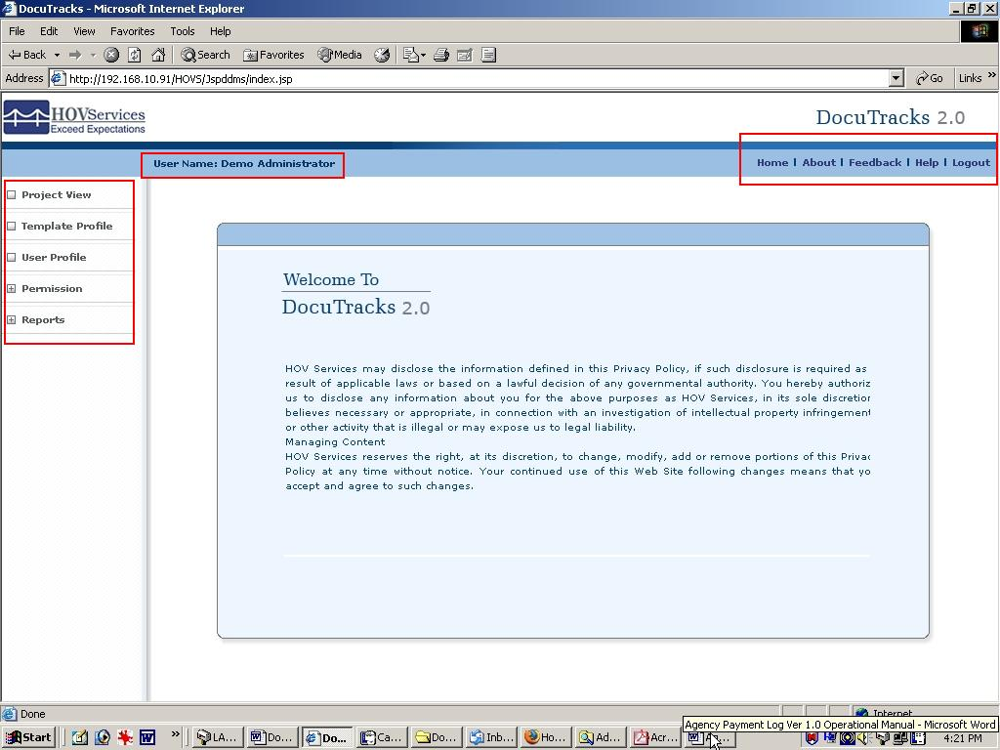 DocuTracks - Microsoft Internet Explorer
File Edit View Favorites Tools Help
Back Search Favorites Media
Address http://192.168.10.91/HOVS/Jspddms/index.jsp Go Links »
HOVServices
Exceed Expectations
DocuTracks 2.0
User Name: Demo Administrator
Home | About | Feedback | Help | Logout
Project View
Template Profile
User Profile
Permission
Reports
Welcome To
DocuTracks 2.0
HOV Services may disclose the information defined in this Privacy Policy, if such disclosure is required as
result of applicable laws or based on a lawful decision of any governmental authority. You hereby authoriz
us to disclose any information about you for the above purposes as HOV Services, in its sole discretion
believes necessary or appropriate, in connection with an investigation of intellectual property infringement
or other activity that is illegal or may expose us to legal liability.
Managing Content
HOV Services reserves the right, at its discretion, to change, modify, add or remove portions of this Privac
Policy at any time without notice. Your continued use of this Web Site following changes means that yo
accept and agree to such changes.
Done
Internet
Agency Payment Log Ver 1.0 Operational Manual - Microsoft Word
Start » LA... Do... Do... Ca... Do... Inb... Ho... Ad... Acr... 4:21 PM